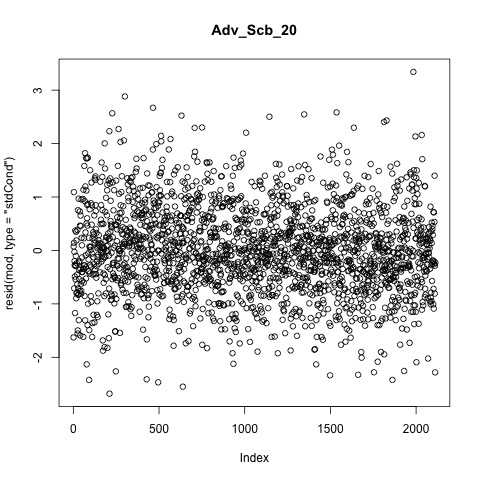 Adv_Scb_20
resid(mod, type = "stdCond")
3
2
1
0
-1
-2
0 500 1000 1500 2000
Index